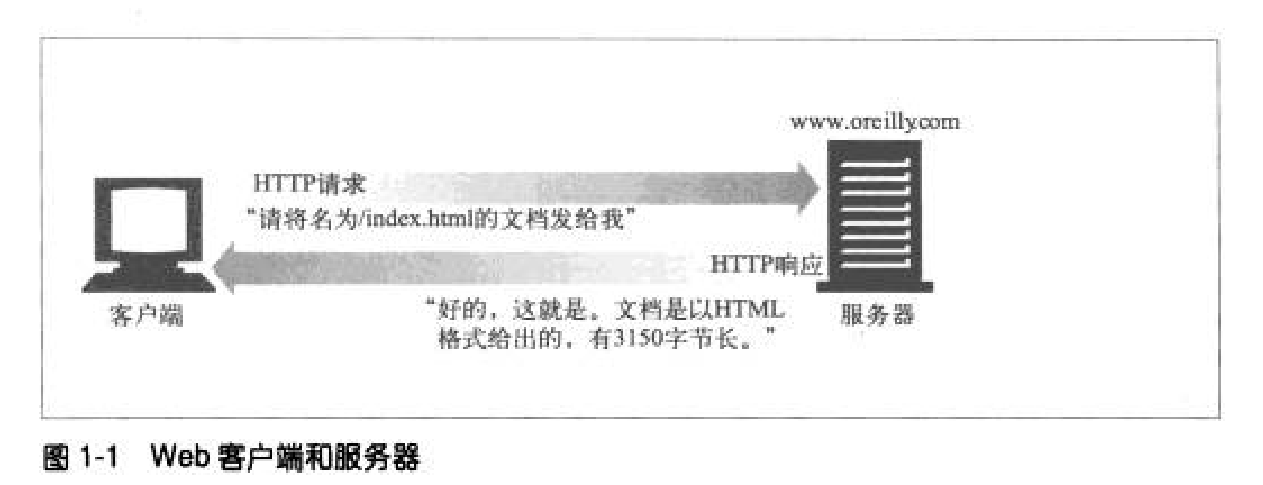 www.oreilly.com
HTTP请求
“请将名为/index.html的文档发给我”
HTTP响应
“好的，这就是。文档是以HTML
格式给出的，有3150字节长。”
客户端
服务器
图 1-1 Web 客户端和服务器